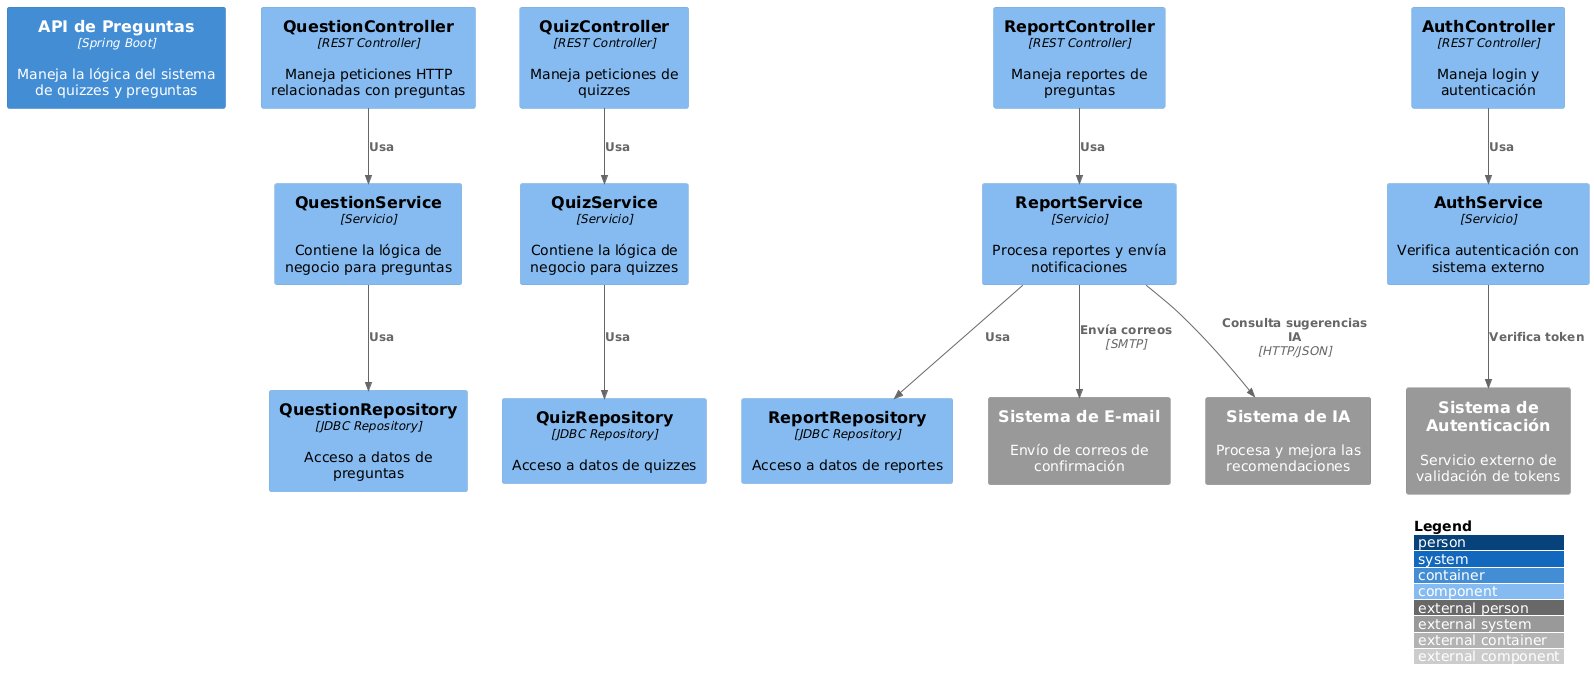 API de Preguntas
[Spring Boot]
Maneja la lógica del sistema
de quizzes y preguntas
QuestionController
[REST Controller]
Maneja peticiones HTTP
relacionadas con preguntas
QuizController
[REST Controller]
Maneja peticiones de
quizzes
ReportController
[REST Controller]
Maneja reportes de
preguntas
AuthController
[REST Controller]
Maneja login y
autenticación
Usa
Usa
Usa
Usa
QuestionService
[Servicio]
Contiene la lógica de
negocio para preguntas
QuizService
[Servicio]
Contiene la lógica de
negocio para quizzes
ReportService
[Servicio]
Procesa reportes y envía
notificaciones
AuthService
[Servicio]
Verifica autenticación con
sistema externo
Usa
Usa
Usa
Envía correos
[SMTP]
Consulta sugerencias
IA
[HTTP/JSON]
Verifica token
QuestionRepository
[JDBC Repository]
Acceso a datos de
preguntas
QuizRepository
[JDBC Repository]
Acceso a datos de quizzes
ReportRepository
[JDBC Repository]
Acceso a datos de reportes
Sistema de E-mail
Envío de correos de
confirmación
Sistema de IA
Procesa y mejora las
recomendaciones
Sistema de
Autenticación
Servicio externo de
validación de tokens
Legend
person
system
container
component
external person
external system
external container
external component